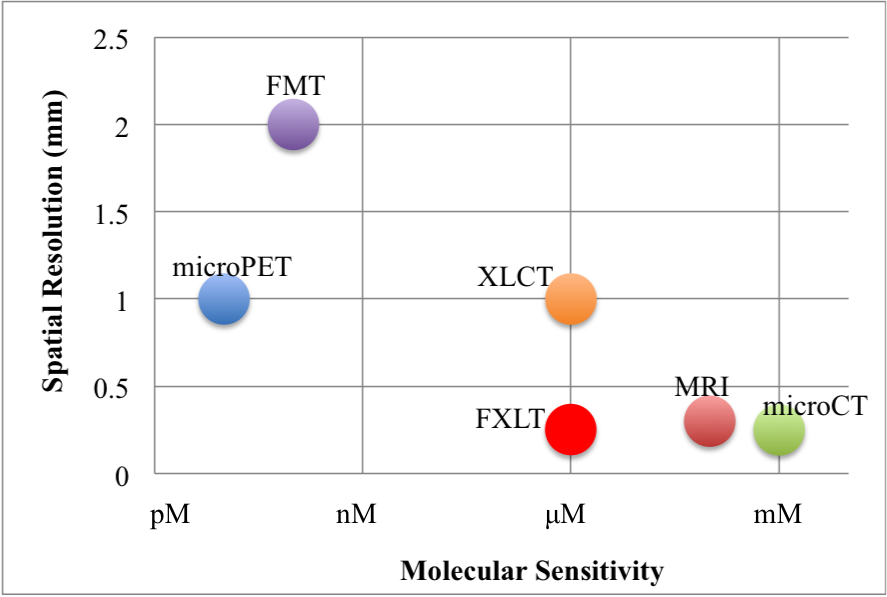 2.5
FMT
2
Spatial Resolution (mm)
1.5
microPET
XLCT
1
0.5
MRI
microCT
FXLT
0
pM
nM
μM
mM
Molecular Sensitivity